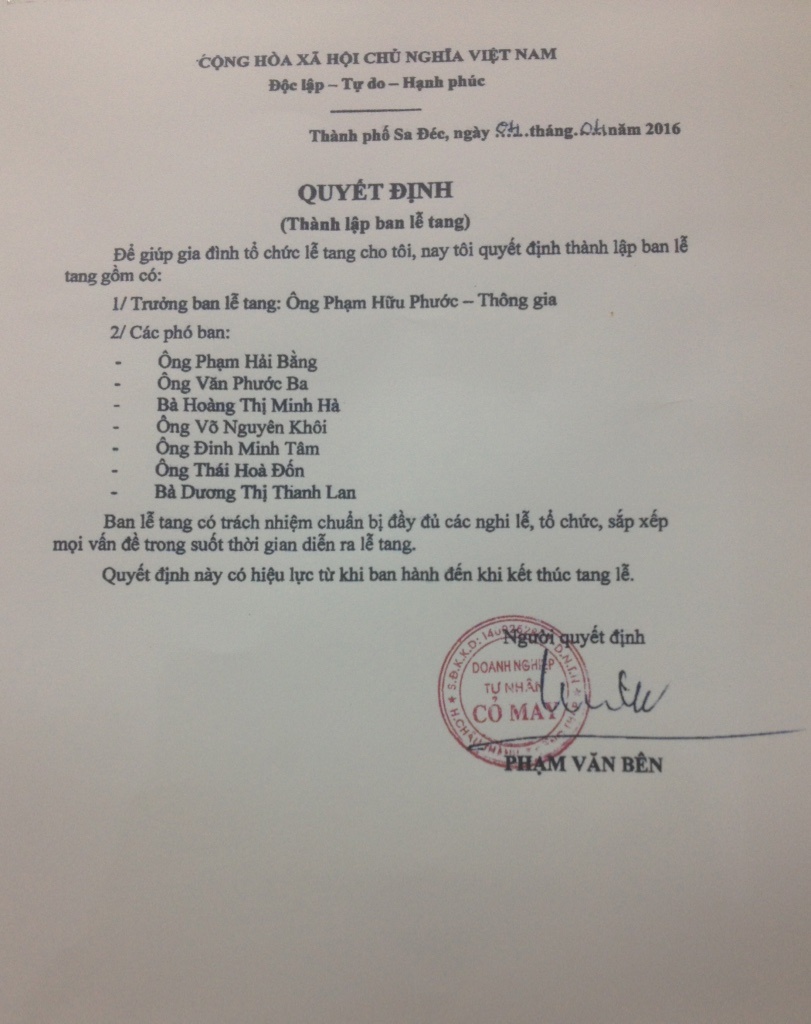 CỘNG HÒA XÃ HỘI CHỦ NGHĨA VIỆT NAM
Độc lập – Tự do – Hạnh phúc
Thành phố Sa Đéc, ngày tháng. năm 2016
QUYẾT ĐỊNH
(Thành lập ban lễ tang)
Để giúp gia đình tổ chức lễ tang cho tôi, nay tôi quyết định thành lập ban lễ
tang gồm có:
1/ Trưởng ban lễ tang: Ông Phạm Hữu Phước – Thông gia
2/ Các phó ban:
- Ông Phạm Hải Bằng
- Ông Văn Phước Ba
- Bà Hoàng Thị Minh Hà
- Ông Võ Nguyên Khôi
- Ông Đinh Minh Tâm
- Ông Thái Hoà Đốn
- Bà Dương Thị Thanh Lan
Ban lễ tang có trách nhiệm chuẩn bị đầy đủ các nghi lễ, tổ chức, sắp xếp
mọi vấn đề trong suốt thời gian diễn ra lễ tang.
Quyết định này có hiệu lực từ khi ban hành đến khi kết thúc tang lễ.
Người quyết định
S.Đ.K.K.D:
D.N.T.N
DOANH NGHIỆP
TƯ NHÂN
CỎ MAY
PHẠM VĂN BÊN